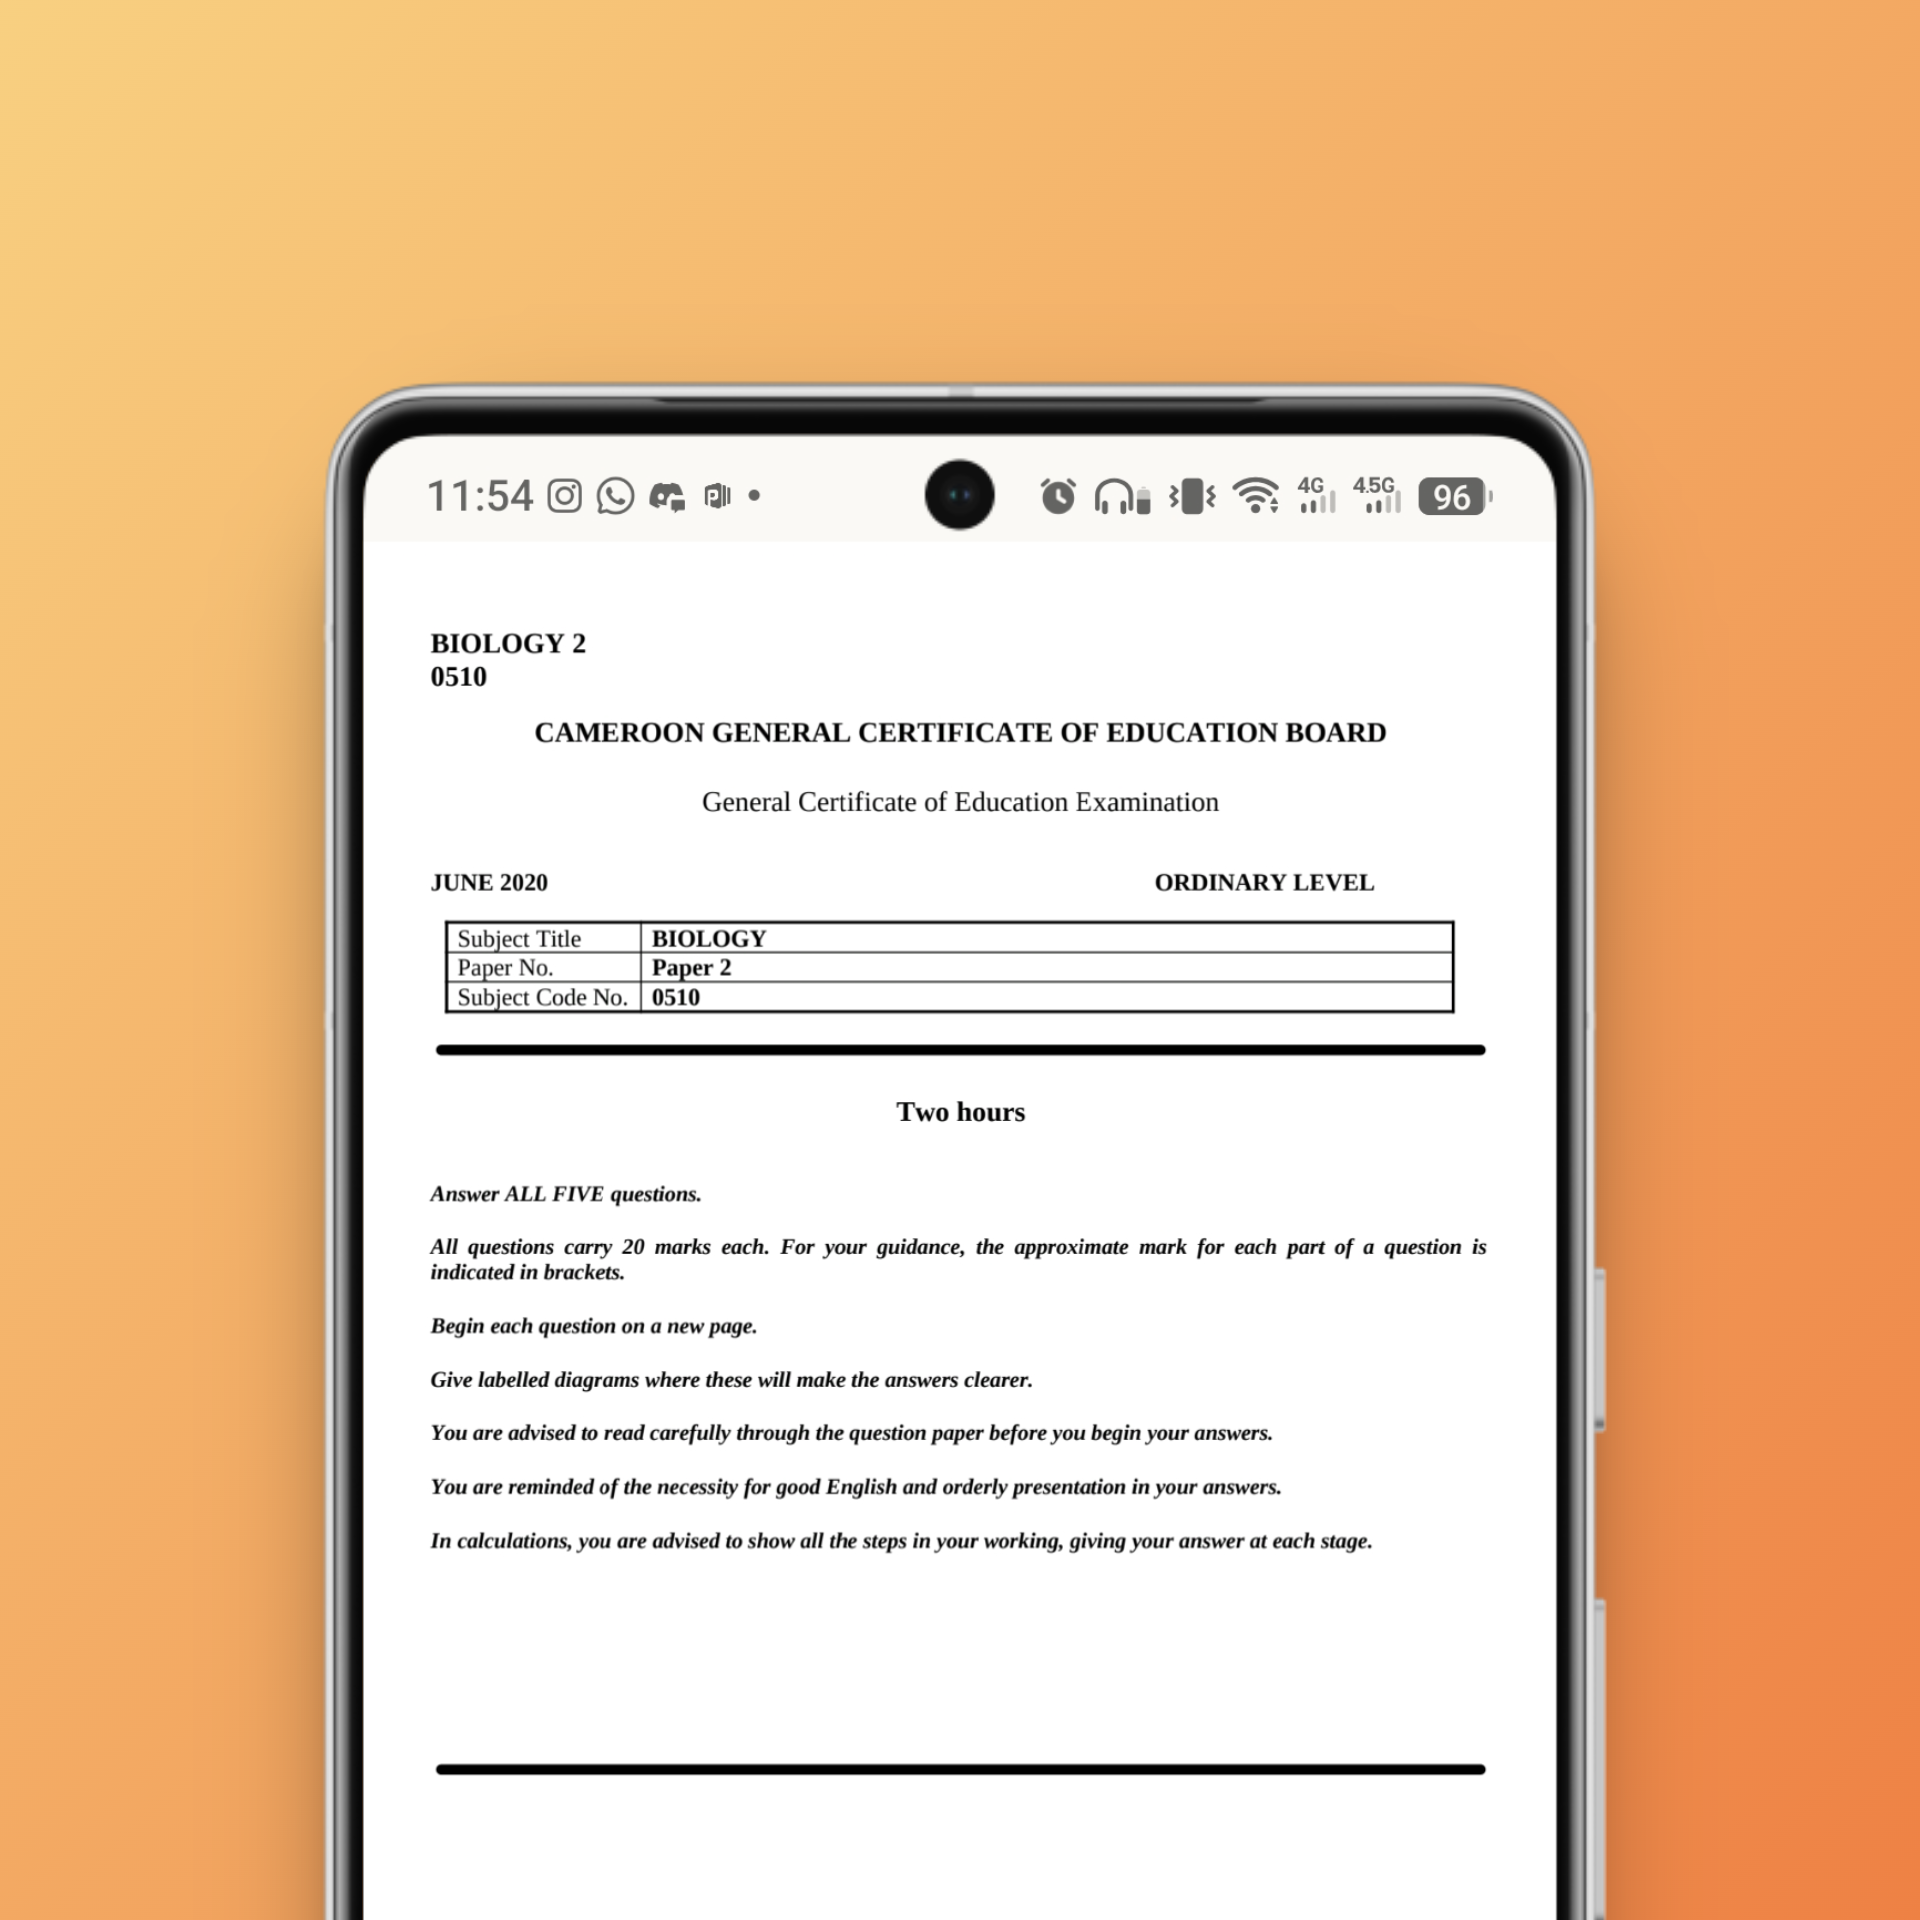 11:54
4G
4.5G
96
BIOLOGY 2
0510
CAMEROON GENERAL CERTIFICATE OF EDUCATION BOARD
General Certificate of Education Examination
JUNE 2020 ORDINARY LEVEL
Subject Title BIOLOGY
Paper No. Paper 2
Subject Code No. 0510
Two hours
Answer ALL FIVE questions.
All questions carry 20 marks each. For your guidance, the approximate mark for each part of a question is
indicated in brackets.
Begin each question on a new page.
Give labelled diagrams where these will make the answers clearer.
You are advised to read carefully through the question paper before you begin your answers.
You are reminded of the necessity for good English and orderly presentation in your answers.
In calculations, you are advised to show all the steps in your working, giving your answer at each stage.